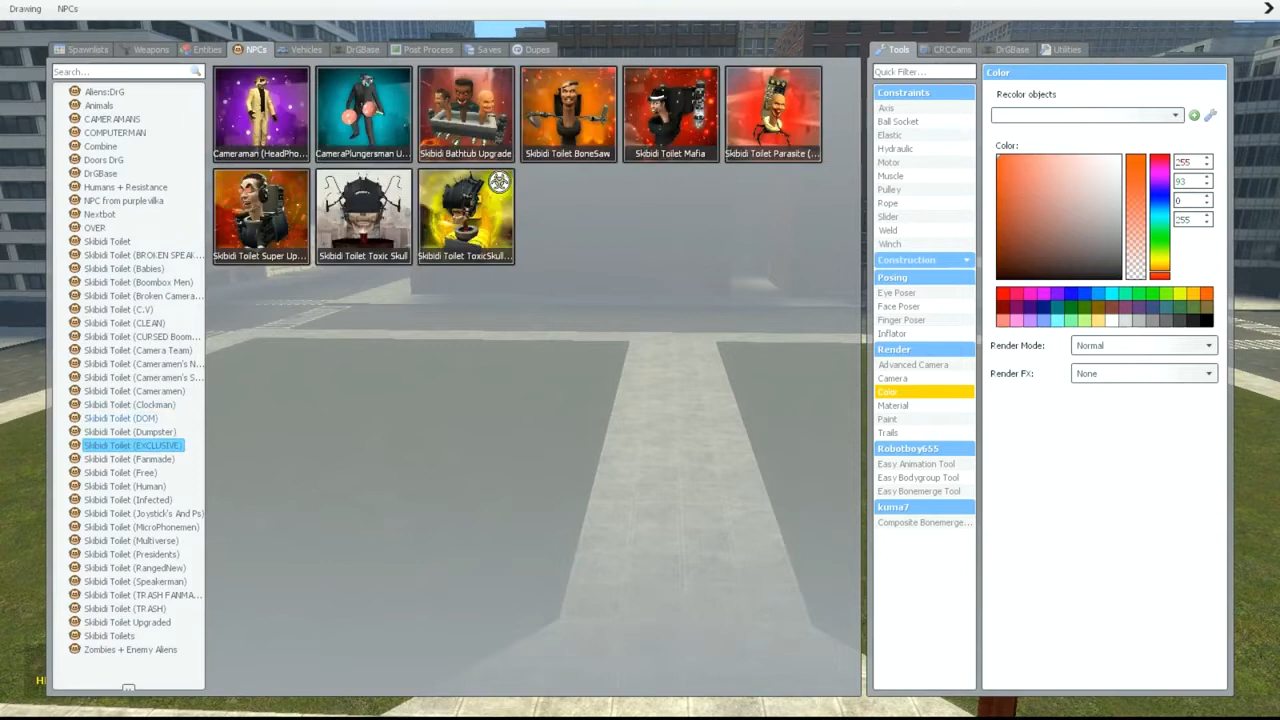 Drawing NPCs
Spawnlists Weapons Entities NPCs Vehicles DrGBase Post Process Saves Dupes
Search...
Aliens:DrG
Animals
CAMERAMANS
COMPUTERMAN
Combine
Doors DrG
DrGBase
Humans + Resistance
NPC from purplevilka
Nextbot
OVER
Skibidi Toilet
Skibidi Toilet (BROKEN SPEAK...
Skibidi Toilet (Babies)
Skibidi Toilet (Boombox Men)
Skibidi Toilet (Broken Camera...
Skibidi Toilet (C.V)
Skibidi Toilet (CLEAN)
Skibidi Toilet (CURSED Boom...
Skibidi Toilet (Camera Team)
Skibidi Toilet (Cameramen's N...
Skibidi Toilet (Cameramen's S...
Skibidi Toilet (Cameramen)
Skibidi Toilet (Clockman)
Skibidi Toilet (DOM)
Skibidi Toilet (Dumpster)
Skibidi Toilet (EXCLUSIVE)
Skibidi Toilet (Fanmade)
Skibidi Toilet (Free)
Skibidi Toilet (Human)
Skibidi Toilet (Infected)
Skibidi Toilet (Joystick's And Ps)
Skibidi Toilet (MicroPhonemen)
Skibidi Toilet (Multiverse)
Skibidi Toilet (Presidents)
Skibidi Toilet (RangedNew)
Skibidi Toilet (Speakerman)
Skibidi Toilet (TRASH FANMA...
Skibidi Toilet (TRASH)
Skibidi Toilet Upgraded
Skibidi Toilets
Zombies + Enemy Aliens
Cameraman (HeadPho...
CameraPlungersman U...
Skibidi Bathtub Upgrade
Skibidi Toilet BoneSaw
Skibidi Toilet Mafia
Skibidi Toilet Parasite (...
Skibidi Toilet Super Up...
Skibidi Toilet Toxic Skull
Skibidi Toilet ToxicSkull...
Tools CRCCams DrGBase Utilities
Quick Filter...
Constraints
Axis
Ball Socket
Elastic
Hydraulic
Motor
Muscle
Pulley
Rope
Slider
Weld
Winch
Construction
Posing
Eye Poser
Face Poser
Finger Poser
Inflator
Render
Advanced Camera
Camera
Color
Material
Paint
Trails
Robotboy655
Easy Animation Tool
Easy Bodygroup Tool
Easy Bonemerge Tool
kuma7
Composite Bonemerge...
Color
Recolor objects
Color:
255
93
0
255
Render Mode: Normal
Render FX: None